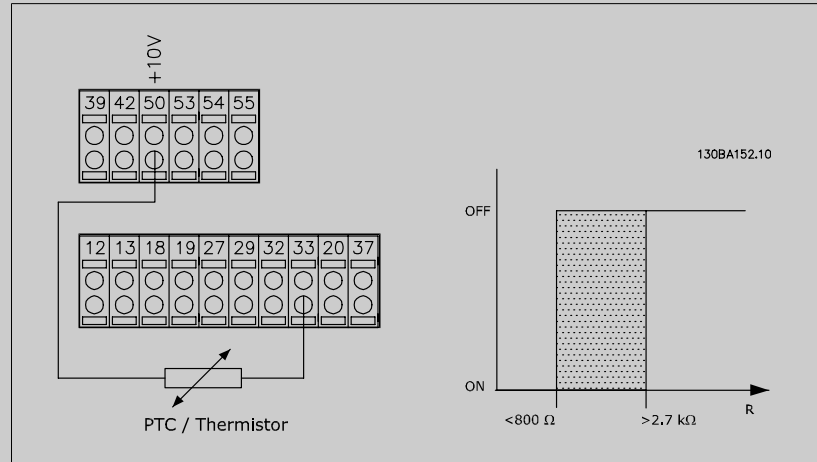 +10V
39 42 50 53 54 55
130BA152.10
OFF
12 13 18 19 27 29 32 33 20 37
ON
R
<800 Ω
>2.7 kΩ
PTC / Thermistor